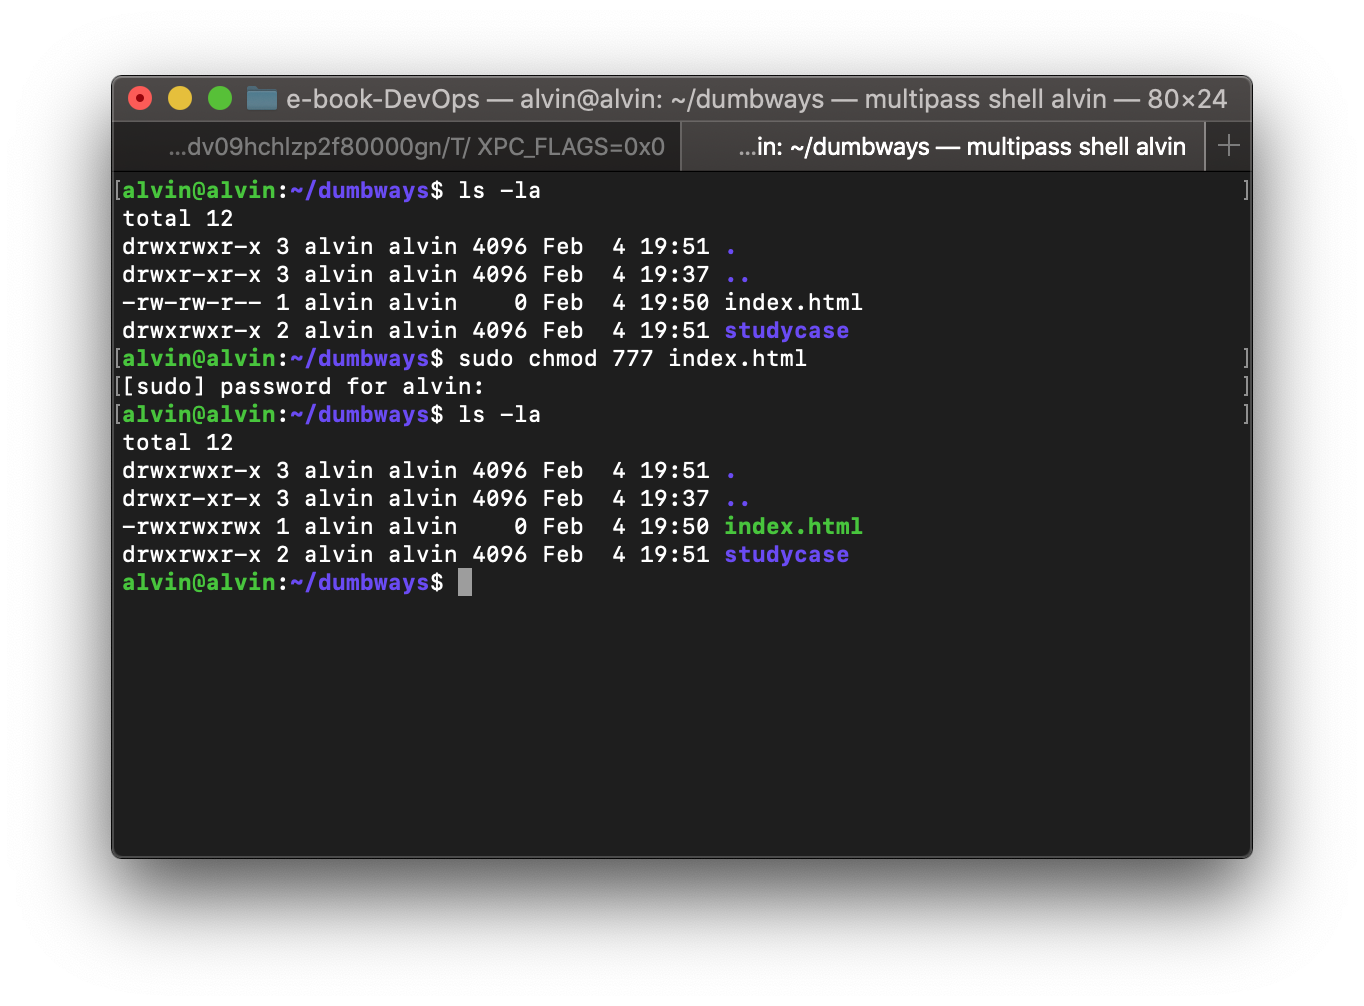 e-book-DevOps — alvin@alvin: ~/dumbways — multipass shell alvin — 80×24
...dv09hchlzp2f80000gn/T/ XPC_FLAGS=0x0
...in: ~/dumbways — multipass shell alvin
[alvin@alvin:~/dumbways$ ls -la ]
total 12
drwxrwxr-x 3 alvin alvin 4096 Feb  4 19:51 .
drwxr-xr-x 3 alvin alvin 4096 Feb  4 19:37 ..
-rw-rw-r-- 1 alvin alvin    0 Feb  4 19:50 index.html
drwxrwxr-x 2 alvin alvin 4096 Feb  4 19:51 studycase
[alvin@alvin:~/dumbways$ sudo chmod 777 index.html ]
[[sudo] password for alvin: ]
[alvin@alvin:~/dumbways$ ls -la ]
total 12
drwxrwxr-x 3 alvin alvin 4096 Feb  4 19:51 .
drwxr-xr-x 3 alvin alvin 4096 Feb  4 19:37 ..
-rwxrwxrwx 1 alvin alvin    0 Feb  4 19:50 index.html
drwxrwxr-x 2 alvin alvin 4096 Feb  4 19:51 studycase
alvin@alvin:~/dumbways$